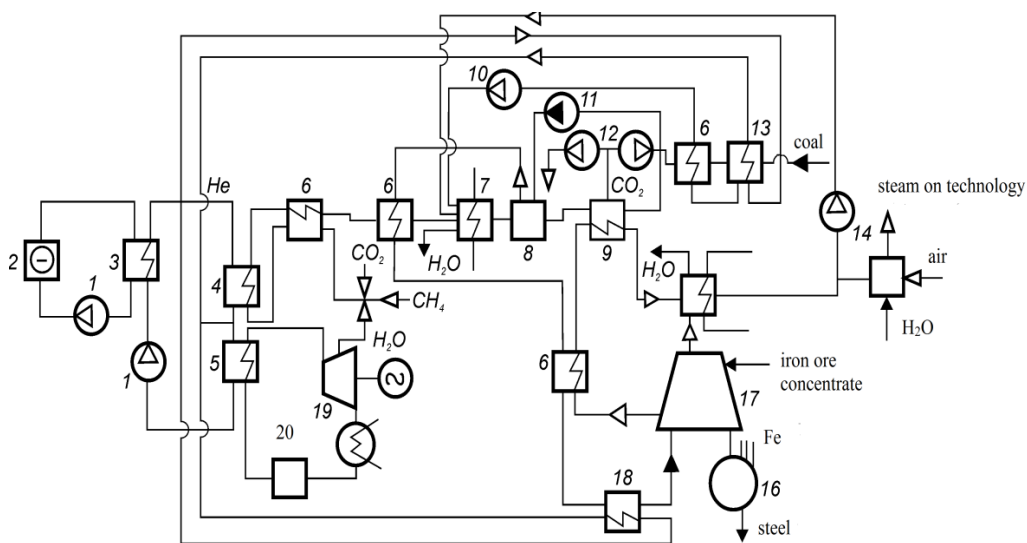 10
11
12
6
13
coal
CO2
steam on technology
He
6
6
7
14
air
2
3
4
CO2
H2O
8
9
H2O
H2O
1
CH4
H2O
1
5
19
6
iron ore
concentrate
17
20
18
Fe
16
steel